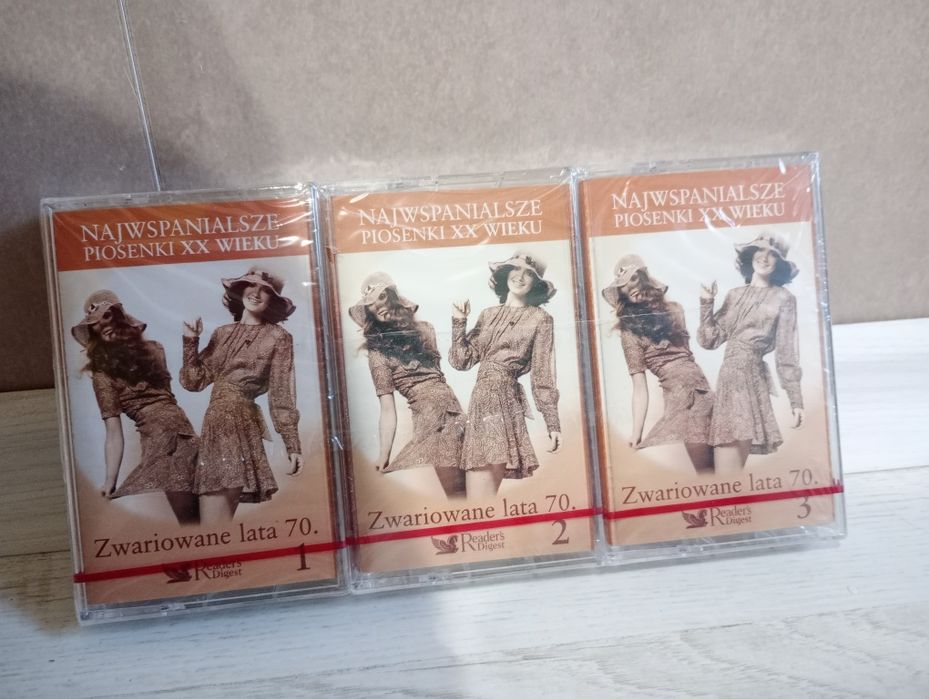 NAJWSPANIALSZE
PIOSENKI XX WIEKU
Zwariowane lata 70.
1
Reader's
Digest
NAJWSPANIALSZE
PIOSENKI XX WIEKU
Zwariowane lata 70.
2
Reader's
Digest
NAJWSPANIALSZE
PIOSENKI XX WIEKU
Zwariowane lata 70.
3
Reader's
Digest